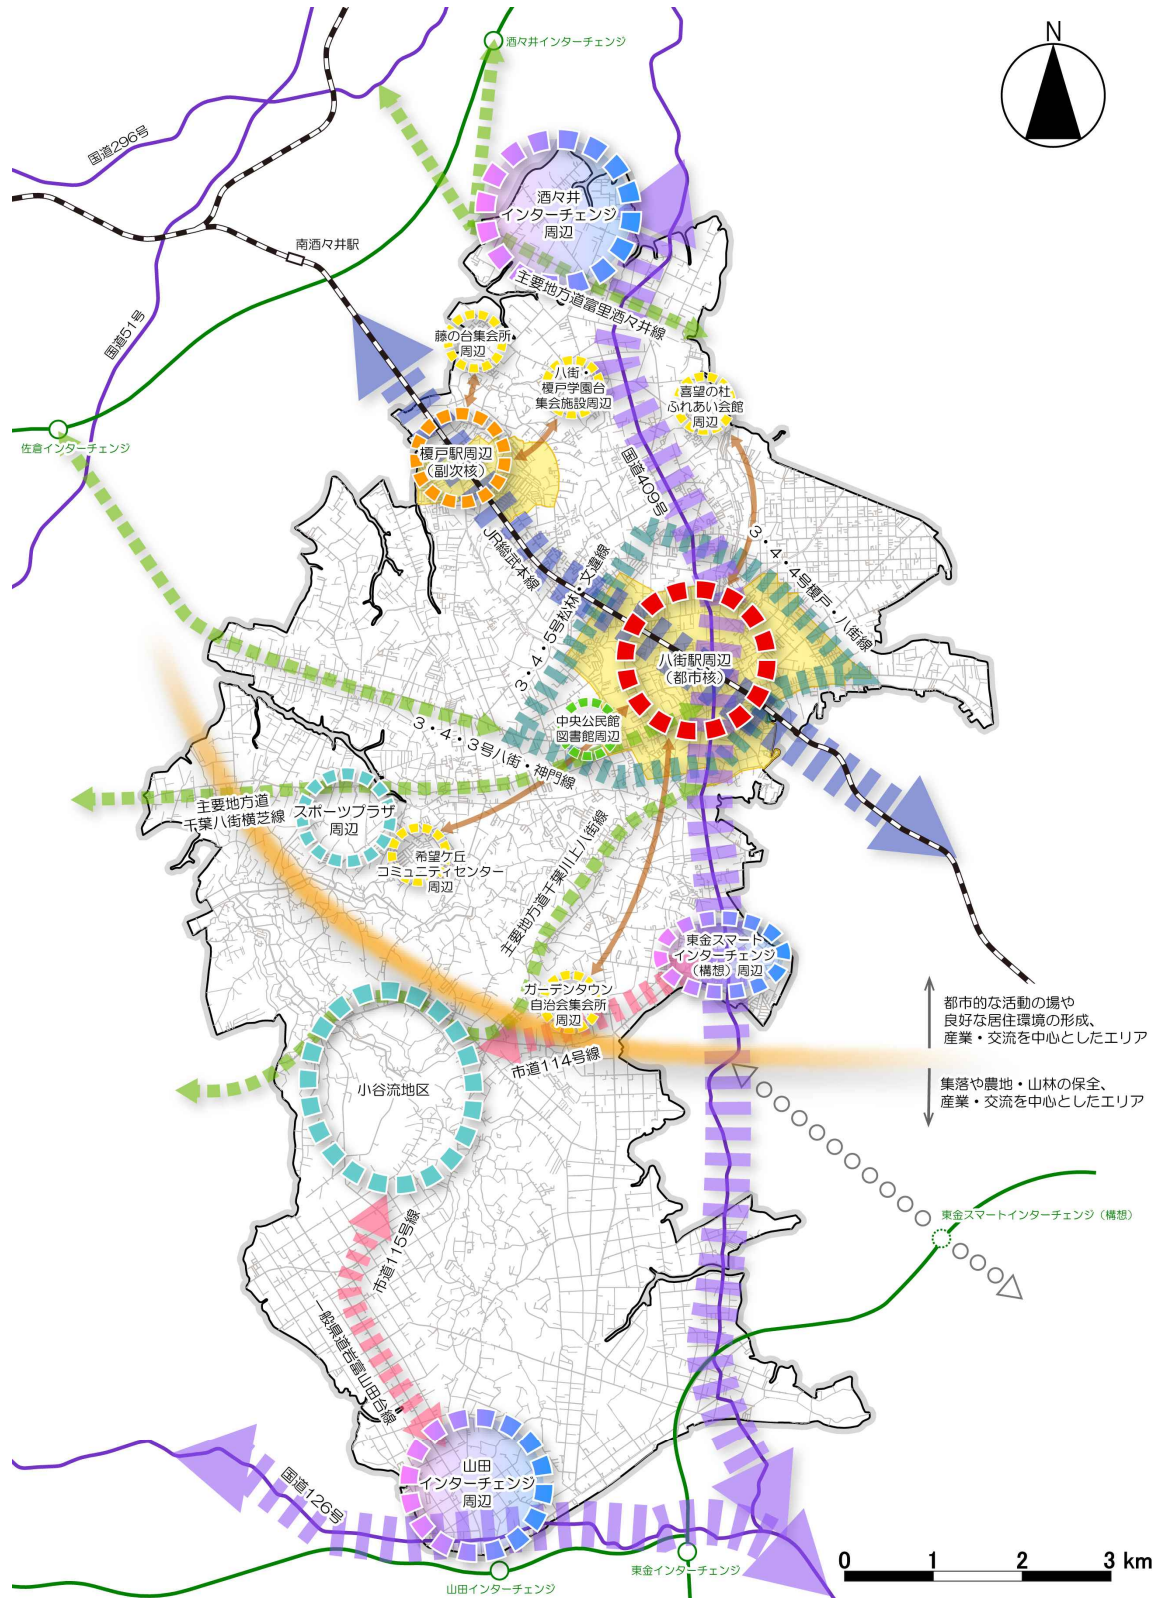 N
酒々井インターチェンジ
国道296号
酒々井
インターチェンジ
周辺
南酒々井駅
主要地方道富里酒々井線
国道51号
藤の台集会所
周辺
八街・
榎戸学園台
集会施設周辺
喜望の杜
ふれあい会館
周辺
佐倉インターチェンジ
榎戸駅周辺
（副次核）
国道409号
JR総武本線
3・4・5号松林・文違線
3・4・4号榎戸・八街線
八街駅周辺
（都市核）
中央公民館
図書館周辺
3・4・3号八街・神門線
主要地方道
千葉八街横芝線
スポーツプラザ
周辺
希望ケ丘
コミュニティセンター
周辺
主要地方道千葉川上八街線
東金スマート
インターチェンジ
（構想）周辺
ガーデンタウン
自治会集会所
周辺
都市的な活動の場や
良好な居住環境の形成、
産業・交流を中心としたエリア
市道114号線
集落や農地・山林の保全、
産業・交流を中心としたエリア
小谷流地区
東金スマートインターチェンジ（構想）
市道115号線
一般県道岩富山田台線
山田
インターチェンジ
周辺
国道126号
東金インターチェンジ
山田インターチェンジ
0 1 2 3 km